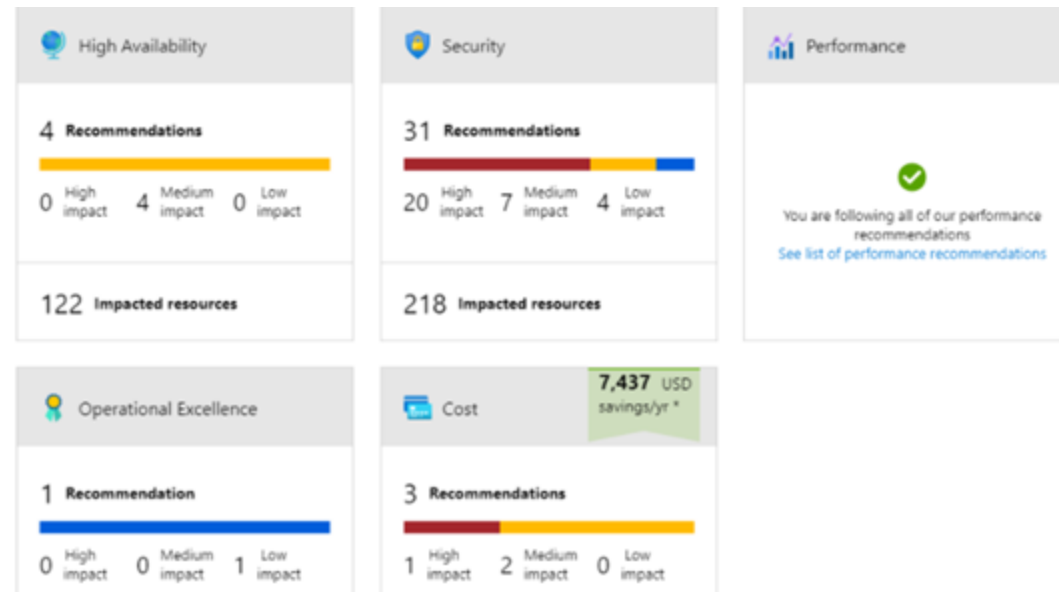 High Availability
4 Recommendations
0 High impact 4 Medium impact 0 Low impact
122 Impacted resources
Security
31 Recommendations
20 High impact 7 Medium impact 4 Low impact
218 Impacted resources
Performance
You are following all of our performance
recommendations
See list of performance recommendations
Operational Excellence
1 Recommendation
0 High impact 0 Medium impact 1 Low impact
Cost
7,437 USD
savings/yr *
3 Recommendations
1 High impact 2 Medium impact 0 Low impact